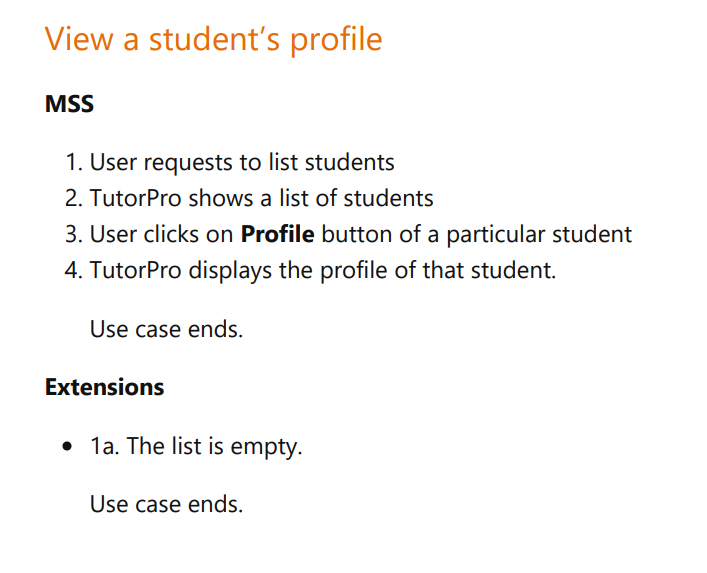 View a student’s profile
MSS
1. User requests to list students
2. TutorPro shows a list of students
3. User clicks on Profile button of a particular student
4. TutorPro displays the profile of that student.
Use case ends.
Extensions
• 1a. The list is empty.
Use case ends.